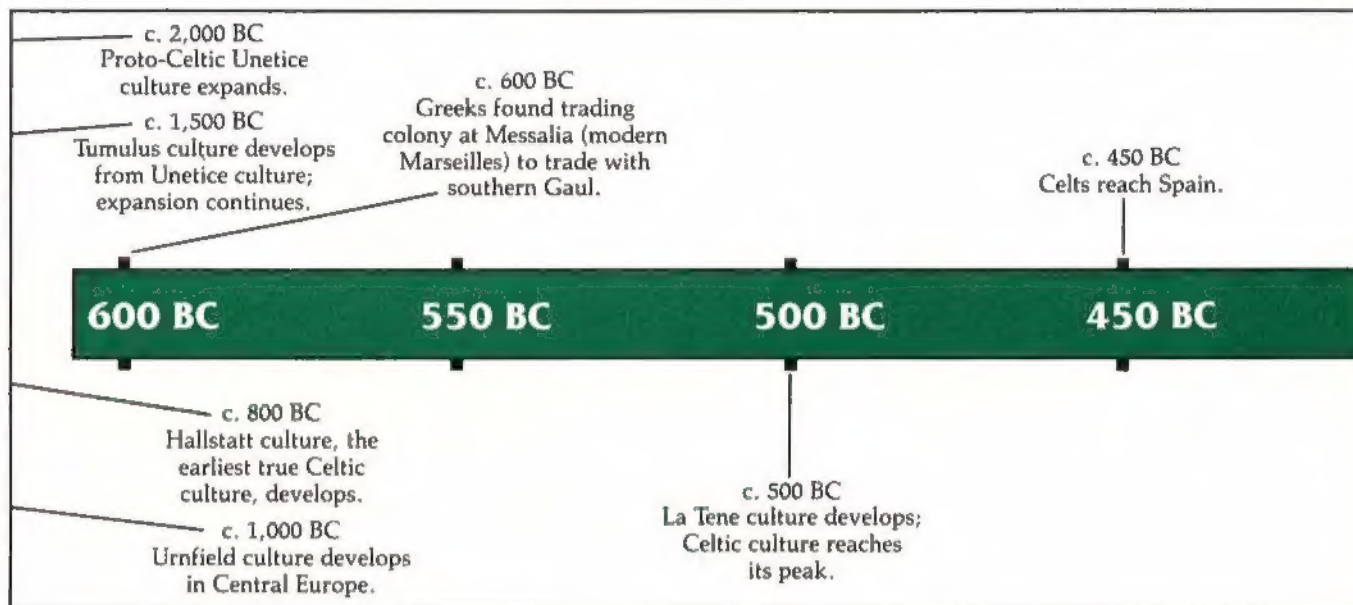 c. 2,000 BC
Proto-Celtic Unetice
culture expands.
c. 1,500 BC
Tumulus culture develops
from Unetice culture;
expansion continues.
c. 600 BC
Greeks found trading
colony at Messalia (modern
Marseilles) to trade with
southern Gaul.
c. 450 BC
Celts reach Spain.
600 BC
550 BC
500 BC
450 BC
c. 800 BC
Hallstatt culture, the
earliest true Celtic
culture, develops.
c. 1,000 BC
Urnfield culture develops
in Central Europe.
c. 500 BC
La Tene culture develops;
Celtic culture reaches
its peak.